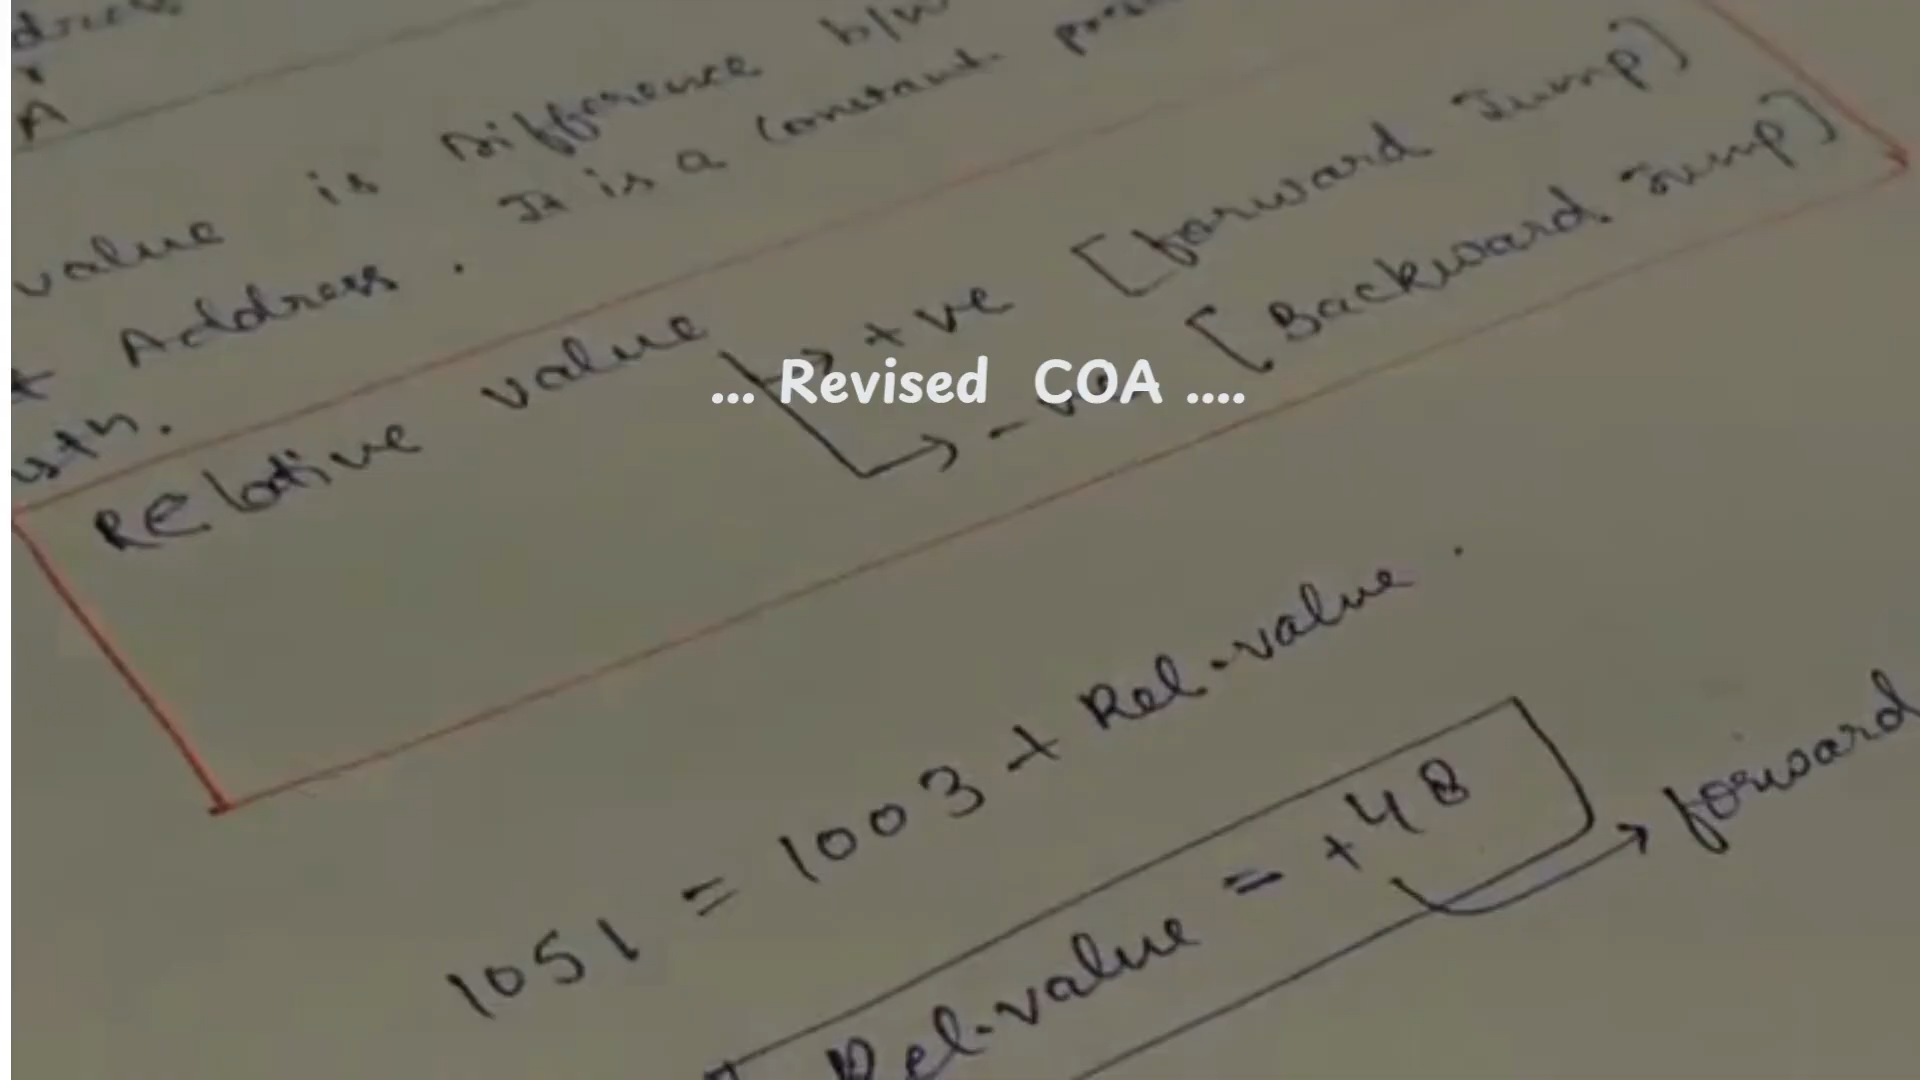 dress
A
value is Difference b/w
t Address. It is a constant
Relative value → +ve [forward Jump]
→ -ve [Backward Jump]
... Revised COA ....
1051 = 1003 + Rel. value.
Rel. value = +48 → forward